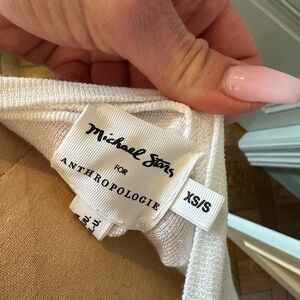 Michael Stars
FOR
ANTHROPOLOGIE
XS/S